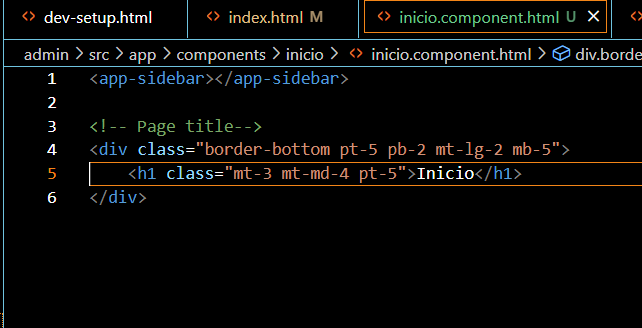 dev-setup.html index.html M inicio.component.html U
admin > src > app > components > inicio > inicio.component.html > div.borde
1 <app-sidebar></app-sidebar>
2
3 <!-- Page title-->
4 <div class="border-bottom pt-5 pb-2 mt-lg-2 mb-5">
5 <h1 class="mt-3 mt-md-4 pt-5">Inicio</h1>
6 </div>